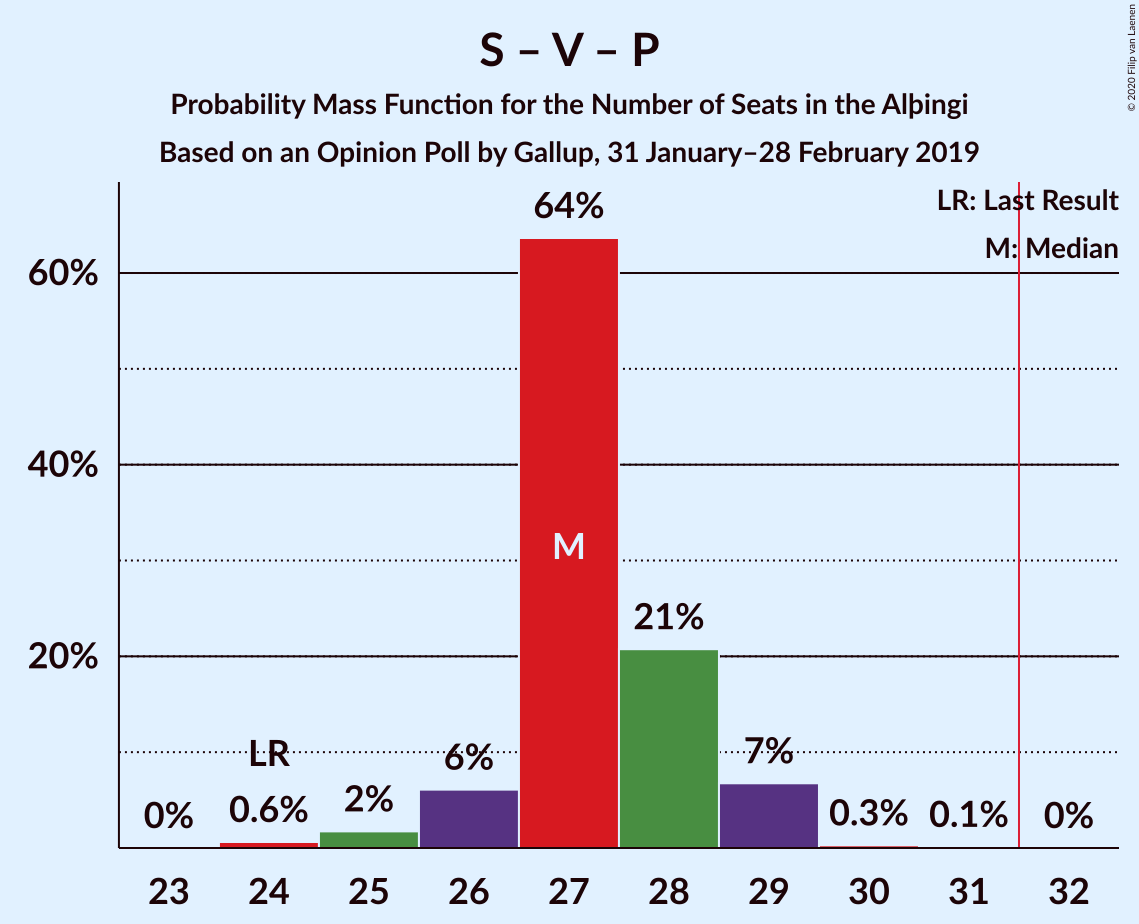 S – V – P
Probability Mass Function for the Number of Seats in the Alþingi
Based on an Opinion Poll by Gallup, 31 January–28 February 2019
© 2020 Filip van Laenen
LR: Last Result
M: Median
60%
40%
20%
0%
LR
0.6%
2%
6%
64%
M
21%
7%
0.3%
0.1%
0%
23 24 25 26 27 28 29 30 31 32